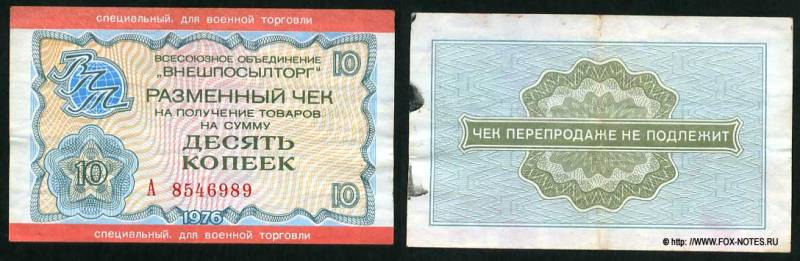 специальный, для военной торговли
ВПТ
ВСЕСОЮЗНОЕ ОБЪЕДИНЕНИЕ
„ВНЕШПОСЫЛТОРГ"
10
РАЗМЕННЫЙ ЧЕК
НА ПОЛУЧЕНИЕ ТОВАРОВ
НА СУММУ
ДЕСЯТЬ
КОПЕЕК
10
А 8546989
10
1976
специальный, для военной торговли
ЧЕК ПЕРЕПРОДАЖЕ НЕ ПОДЛЕЖИТ
© http: //WWW.FOX-NOTES.RU